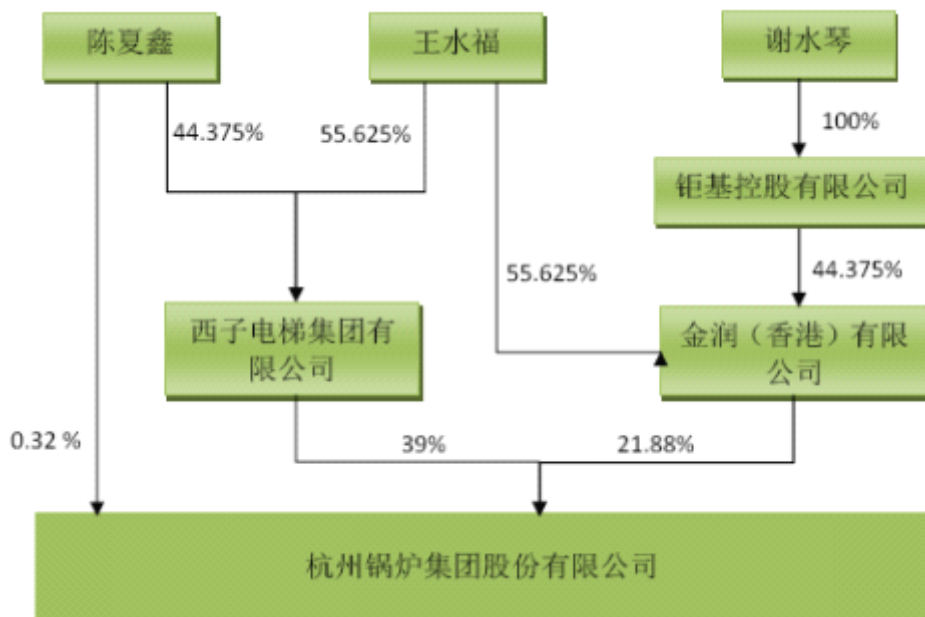 陈夏鑫
王水福
谢水琴
44.375%
55.625%
100%
钜基控股有限公司
55.625%
44.375%
西子电梯集团有
限公司
金润（香港）有限
公司
0.32 %
39%
21.88%
杭州锅炉集团股份有限公司